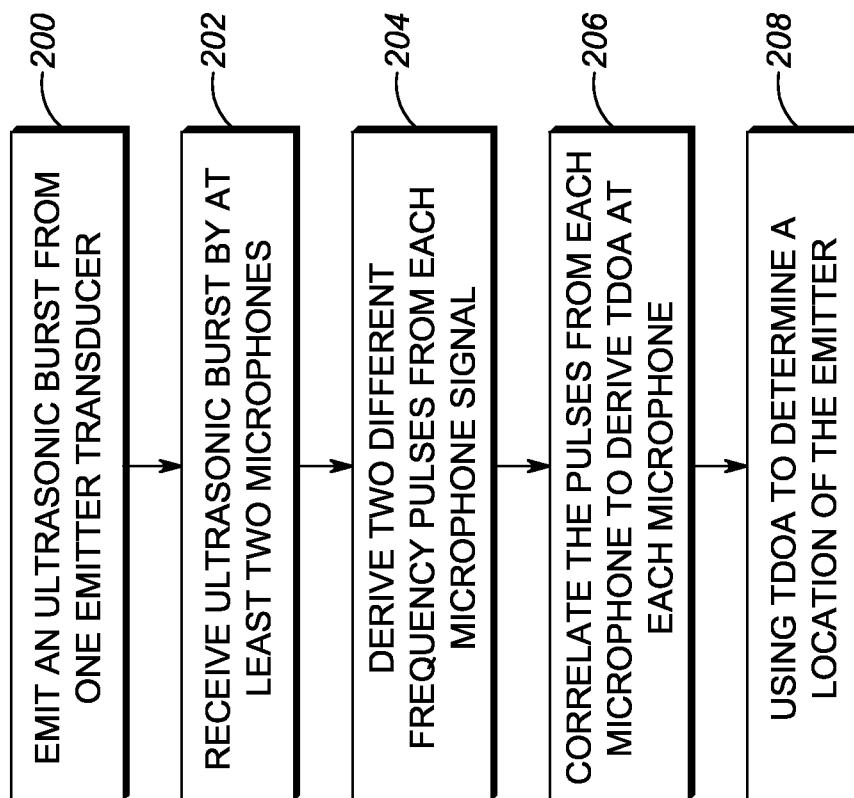 EMIT AN ULTRASONIC BURST FROM
ONE EMITTER TRANSDUCER
200
RECEIVE ULTRASONIC BURST BY AT
LEAST TWO MICROPHONES
202
DERIVE TWO DIFFERENT
FREQUENCY PULSES FROM EACH
MICROPHONE SIGNAL
204
CORRELATE THE PULSES FROM EACH
MICROPHONE TO DERIVE TDOA AT
EACH MICROPHONE
206
USING TDOA TO DETERMINE A
LOCATION OF THE EMITTER
208